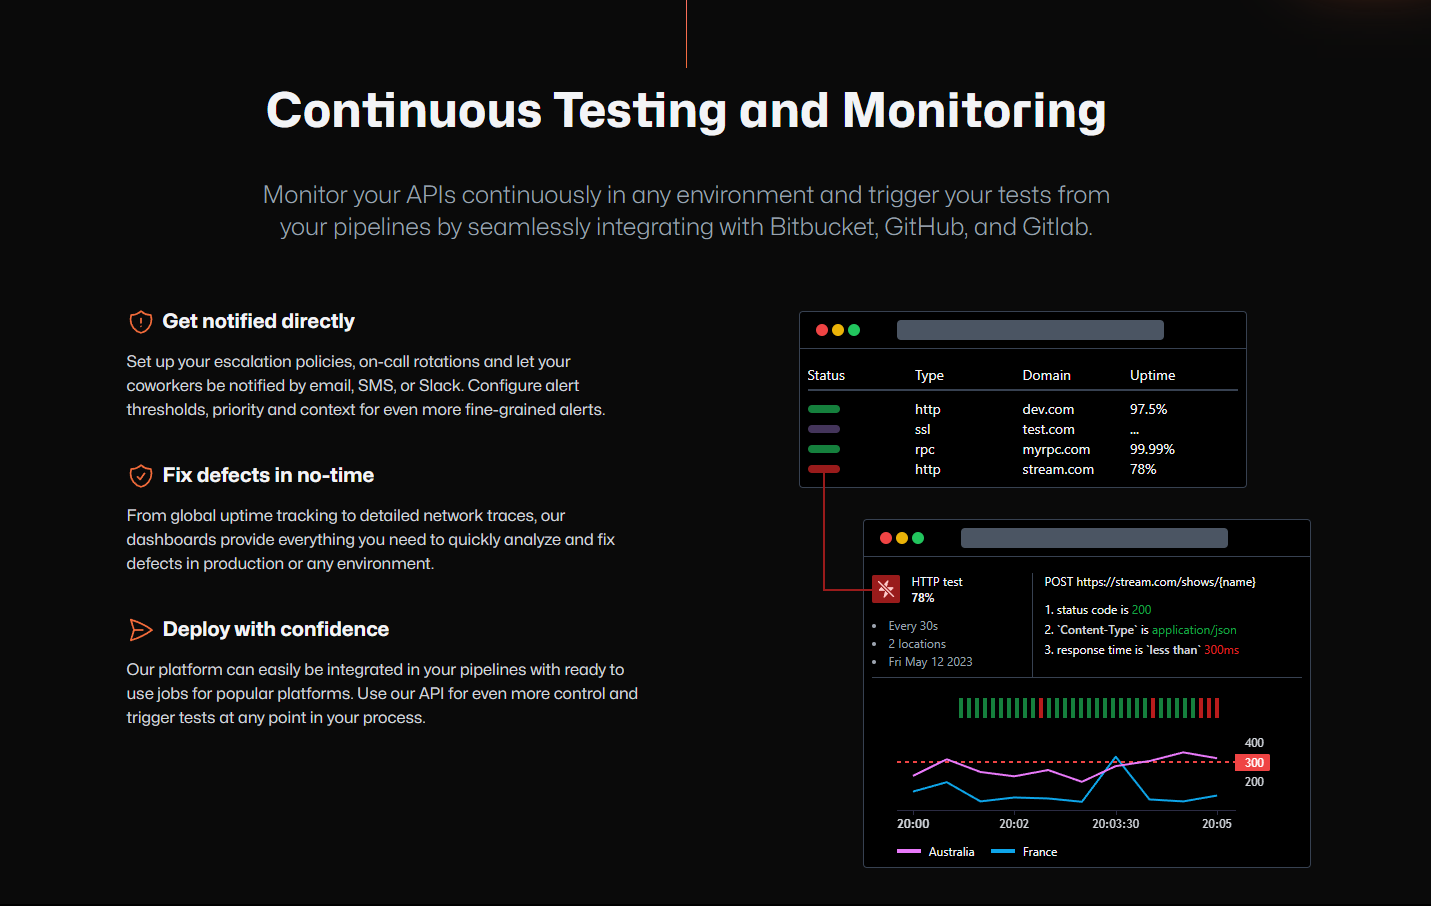 Continuous Testing and Monitoring
Monitor your APIs continuously in any environment and trigger your tests from
your pipelines by seamlessly integrating with Bitbucket, GitHub, and Gitlab.
Get notified directly
Set up your escalation policies, on-call rotations and let your
coworkers be notified by email, SMS, or Slack. Configure alert
thresholds, priority and context for even more fine-grained alerts.
Fix defects in no-time
From global uptime tracking to detailed network traces, our
dashboards provide everything you need to quickly analyze and fix
defects in production or any environment.
Deploy with confidence
Our platform can easily be integrated in your pipelines with ready to
use jobs for popular platforms. Use our API for even more control and
trigger tests at any point in your process.
Status Type Domain Uptime
http dev.com 97.5%
ssl test.com ...
rpc myrpc.com 99.99%
http stream.com 78%
HTTP test
78%
Every 30s
2 locations
Fri May 12 2023
POST https://stream.com/shows/{name}
1. status code is 200
2. `Content-Type` is application/json
3. response time is `less than` 300ms
400
300
200
20:00 20:02 20:03:30 20:05
Australia France